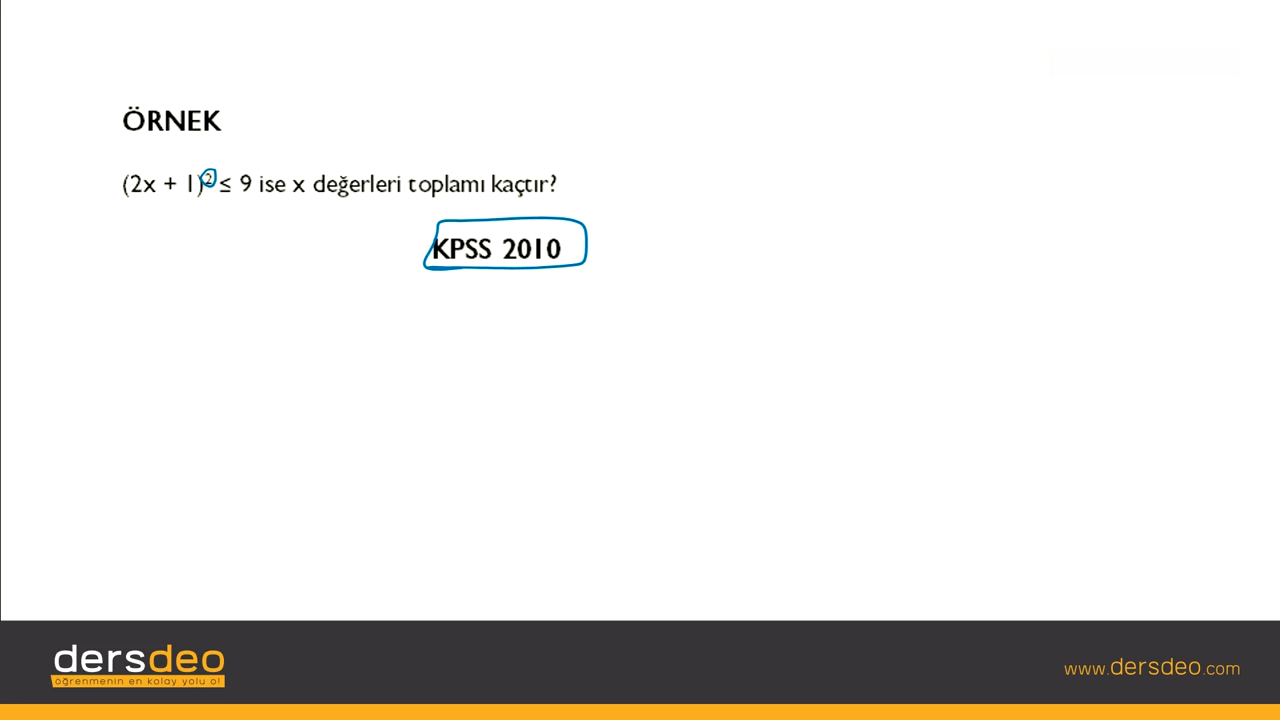 ÖRNEK
(2x + 1)² ≤ 9 ise x değerleri toplamı kaçtır?
KPSS 2010
dersdeo
öğrenmenin en kolay yolu o!
www.dersdeo.com